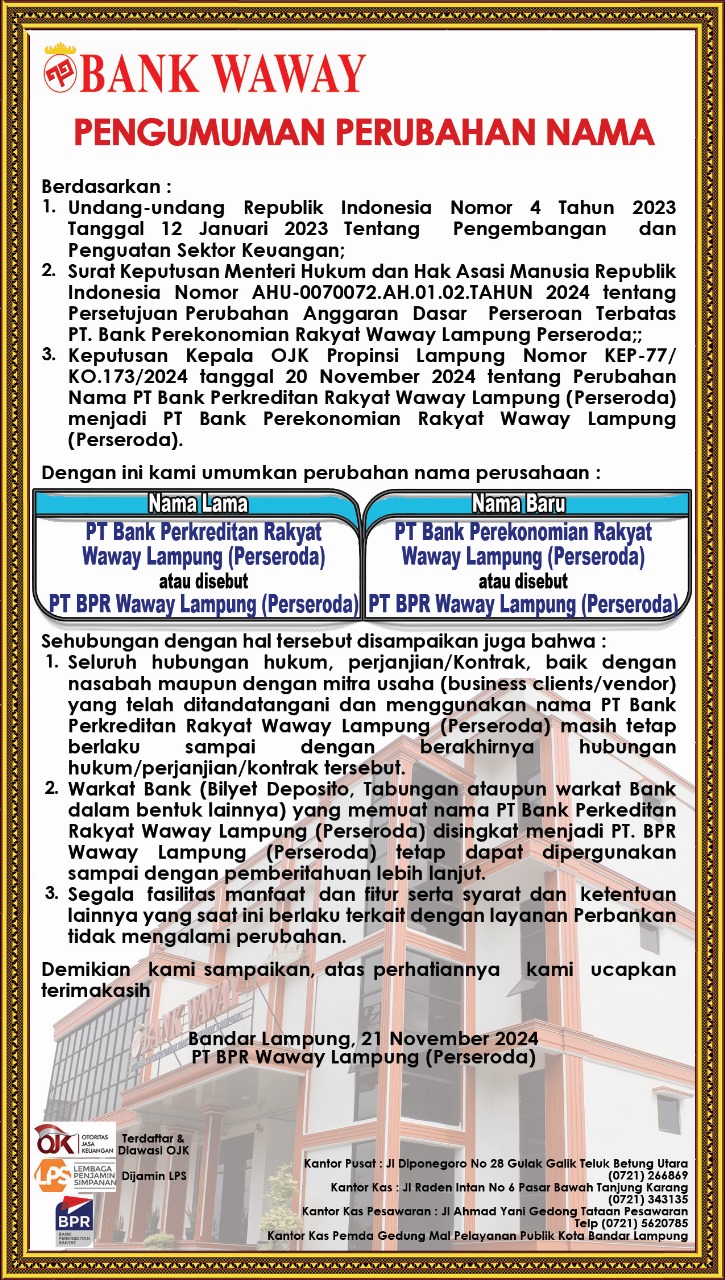 BANK WAWAY
PENGUMUMAN PERUBAHAN NAMA
Berdasarkan :
1. Undang-undang Republik Indonesia Nomor 4 Tahun 2023
Tanggal 12 Januari 2023 Tentang Pengembangan dan
Penguatan Sektor Keuangan;
2. Surat Keputusan Menteri Hukum dan Hak Asasi Manusia Republik
Indonesia Nomor AHU-0070072.AH.01.02.TAHUN 2024 tentang
Persetujuan Perubahan Anggaran Dasar Perseroan Terbatas
PT. Bank Perekonomian Rakyat Waway Lampung Perseroda;;
3. Keputusan Kepala OJK Propinsi Lampung Nomor KEP-77/
KO.173/2024 tanggal 20 November 2024 tentang Perubahan
Nama PT Bank Perkreditan Rakyat Waway Lampung (Perseroda)
menjadi PT Bank Perekonomian Rakyat Waway Lampung
(Perseroda).
Dengan ini kami umumkan perubahan nama perusahaan :
Nama Lama
PT Bank Perkreditan Rakyat
Waway Lampung (Perseroda)
atau disebut
PT BPR Waway Lampung (Perseroda)
Nama Baru
PT Bank Perekonomian Rakyat
Waway Lampung (Perseroda)
atau disebut
PT BPR Waway Lampung (Perseroda)
Sehubungan dengan hal tersebut disampaikan juga bahwa :
1. Seluruh hubungan hukum, perjanjian/Kontrak, baik dengan
nasabah maupun dengan mitra usaha (business clients/vendor)
yang telah ditandatangani dan menggunakan nama PT Bank
Perkreditan Rakyat Waway Lampung (Perseroda) masih tetap
berlaku sampai dengan berakhirnya hubungan
hukum/perjanjian/kontrak tersebut.
2. Warkat Bank (Bilyet Deposito, Tabungan ataupun warkat Bank
dalam bentuk lainnya) yang memuat nama PT Bank Perkeditan
Rakyat Waway Lampung (Perseroda) disingkat menjadi PT. BPR
Waway Lampung (Perseroda) tetap dapat dipergunakan
sampai dengan pemberitahuan lebih lanjut.
3. Segala fasilitas manfaat dan fitur serta syarat dan ketentuan
lainnya yang saat ini berlaku terkait dengan layanan Perbankan
tidak mengalami perubahan.
Demikian kami sampaikan, atas perhatiannya kami ucapkan
terimakasih
BANK WAWAY
Bandar Lampung, 21 November 2024
PT BPR Waway Lampung (Perseroda)
OJK OTORITAS
JASA
KEUANGAN
Terdaftar &
Diawasi OJK
LPS LEMBAGA
PENJAMIN
SIMPANAN
Dijamin LPS
BPR
BANK
PERKREDITAN
RAKYAT
Kantor Pusat : Jl Diponegoro No 28 Gulak Galik Teluk Betung Utara
(0721) 266869
Kantor Kas : Jl Raden Intan No 6 Pasar Bawah Tanjung Karang
(0721) 343135
Kantor Kas Pesawaran : Jl Ahmad Yani Gedong Tataan Pesawaran
Telp (0721) 5620785
Kantor Kas Pemda Gedung Mal Pelayanan Publik Kota Bandar Lampung